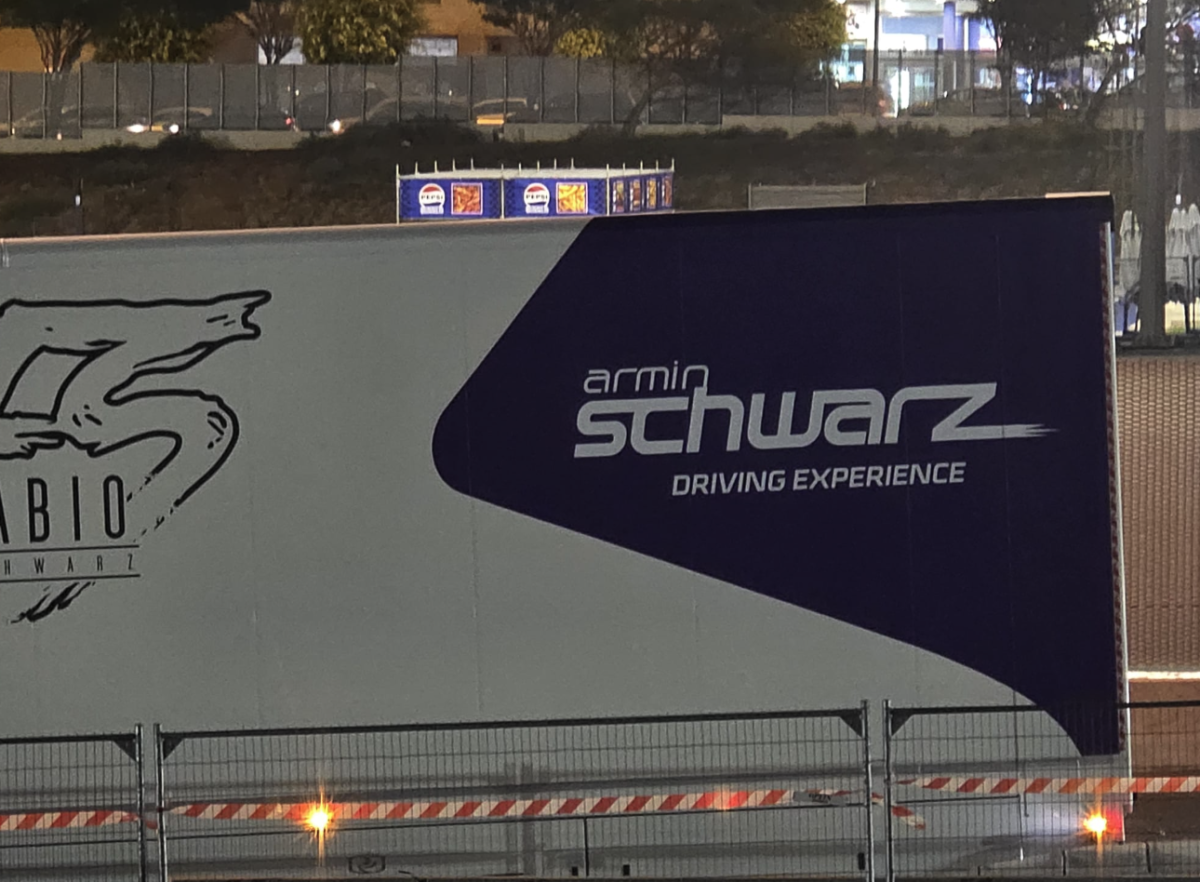 PEPSI
PEPSI
armin
schwarz
DRIVING EXPERIENCE
ABIO
HWARZ